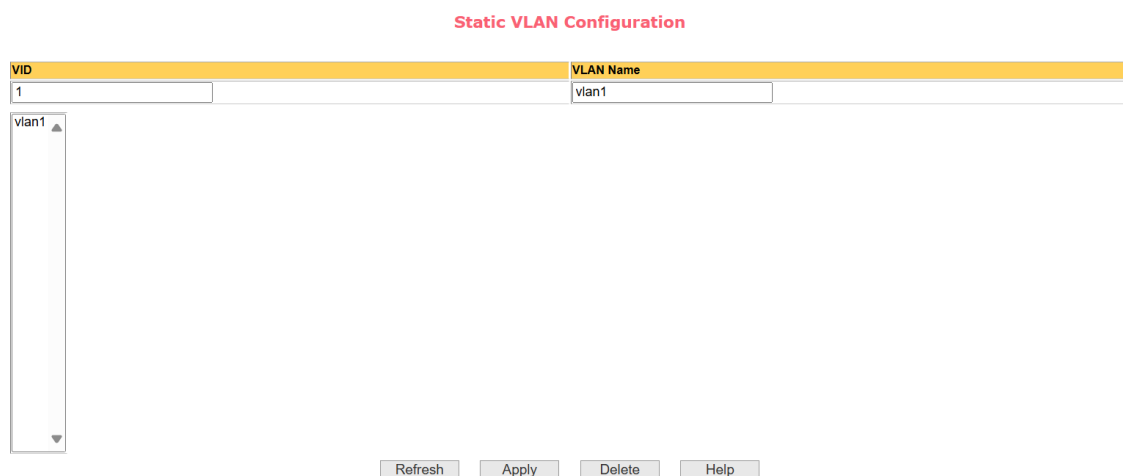 Static VLAN Configuration
VID VLAN Name
1 vlan1
vlan1
Refresh Apply Delete Help